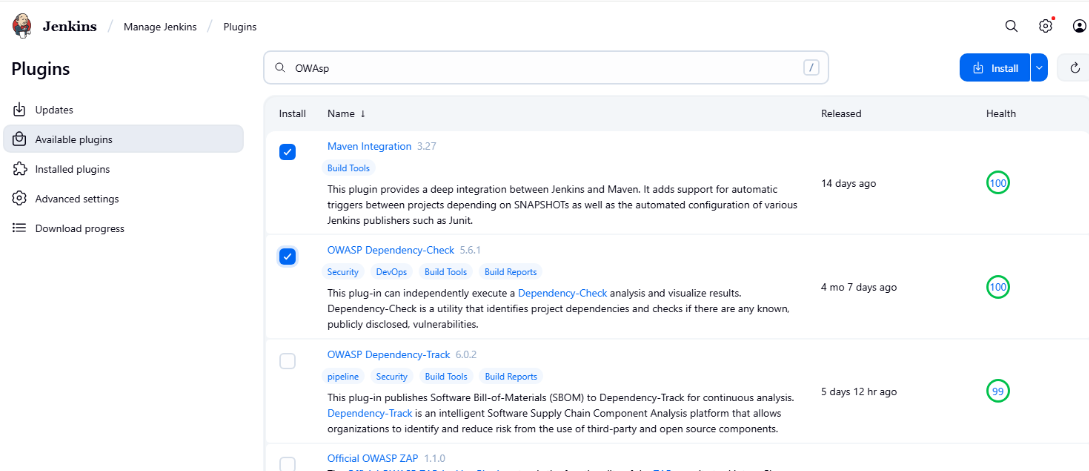 Jenkins / Manage Jenkins / Plugins
Plugins
OWAsp
/
Install
Updates
Available plugins
Installed plugins
Advanced settings
Download progress
Install Name ↓ Released Health
Maven Integration 3.27
Build Tools
This plugin provides a deep integration between Jenkins and Maven. It adds support for automatic
triggers between projects depending on SNAPSHOTs as well as the automated configuration of various
Jenkins publishers such as Junit.
14 days ago
100
OWASP Dependency-Check 5.6.1
Security DevOps Build Tools Build Reports
This plug-in can independently execute a Dependency-Check analysis and visualize results.
Dependency-Check is a utility that identifies project dependencies and checks if there are any known,
publicly disclosed, vulnerabilities.
4 mo 7 days ago
100
OWASP Dependency-Track 6.0.2
pipeline Security Build Tools Build Reports
This plug-in publishes Software Bill-of-Materials (SBOM) to Dependency-Track for continuous analysis.
Dependency-Track is an intelligent Software Supply Chain Component Analysis platform that allows
organizations to identify and reduce risk from the use of third-party and open source components.
5 days 12 hr ago
99
Official OWASP ZAP 1.1.0